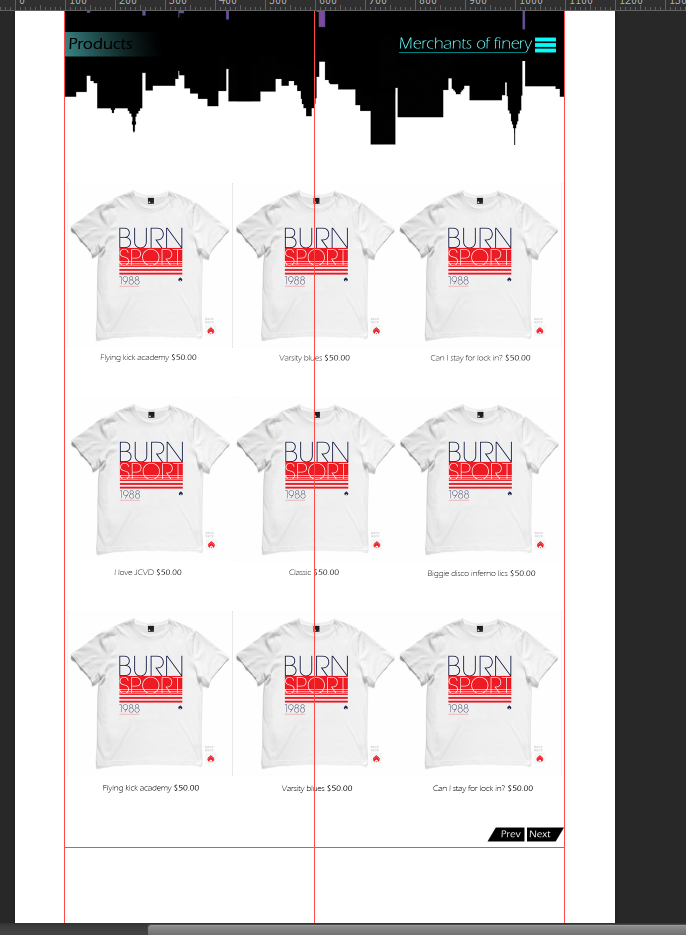 0 100 200 300 400 500 600 700 800 900 1000 1100 1200
Products
Merchants of finery
BURN BURN BURN
SPORT SPORT SPORT
1988 1988 1988
Flying kick academy $50.00 Varsity blues $50.00 Can I stay for lock in? $50.00
BURN BURN BURN
SPORT SPORT SPORT
1988 1988 1988
I love JCVD $50.00 Classic $50.00 Biggie disco inferno lics $50.00
BURN BURN BURN
SPORT SPORT SPORT
1988 1988 1988
Flying kick academy $50.00 Varsity blues $50.00 Can I stay for lock in? $50.00
Prev Next